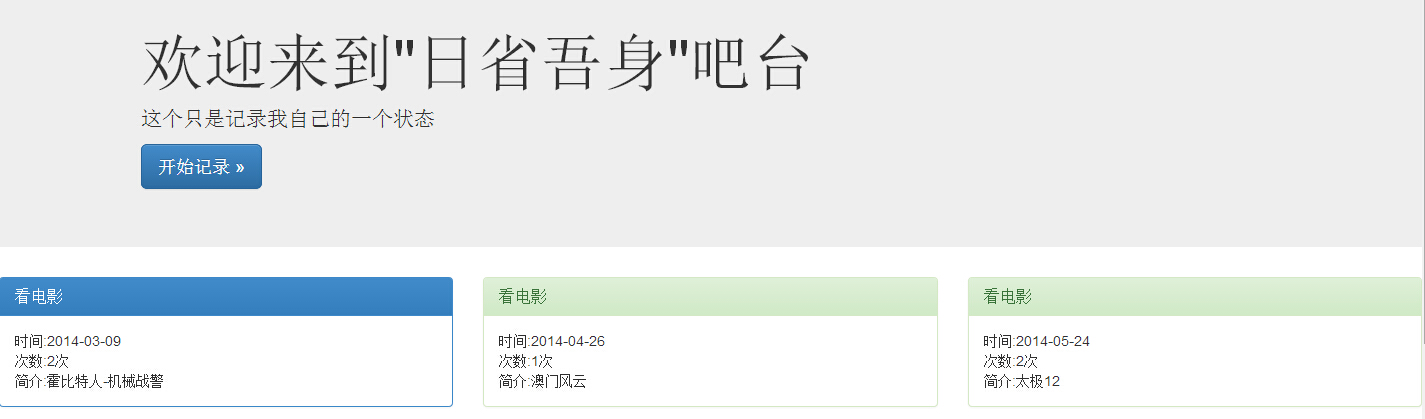 欢迎来到"日省吾身"吧台
这个只是记录我自己的一个状态
开始记录 »
看电影
时间:2014-03-09
次数:2次
简介:霍比特人-机械战警
看电影
时间:2014-04-26
次数:1次
简介:澳门风云
看电影
时间:2014-05-24
次数:2次
简介:太极12